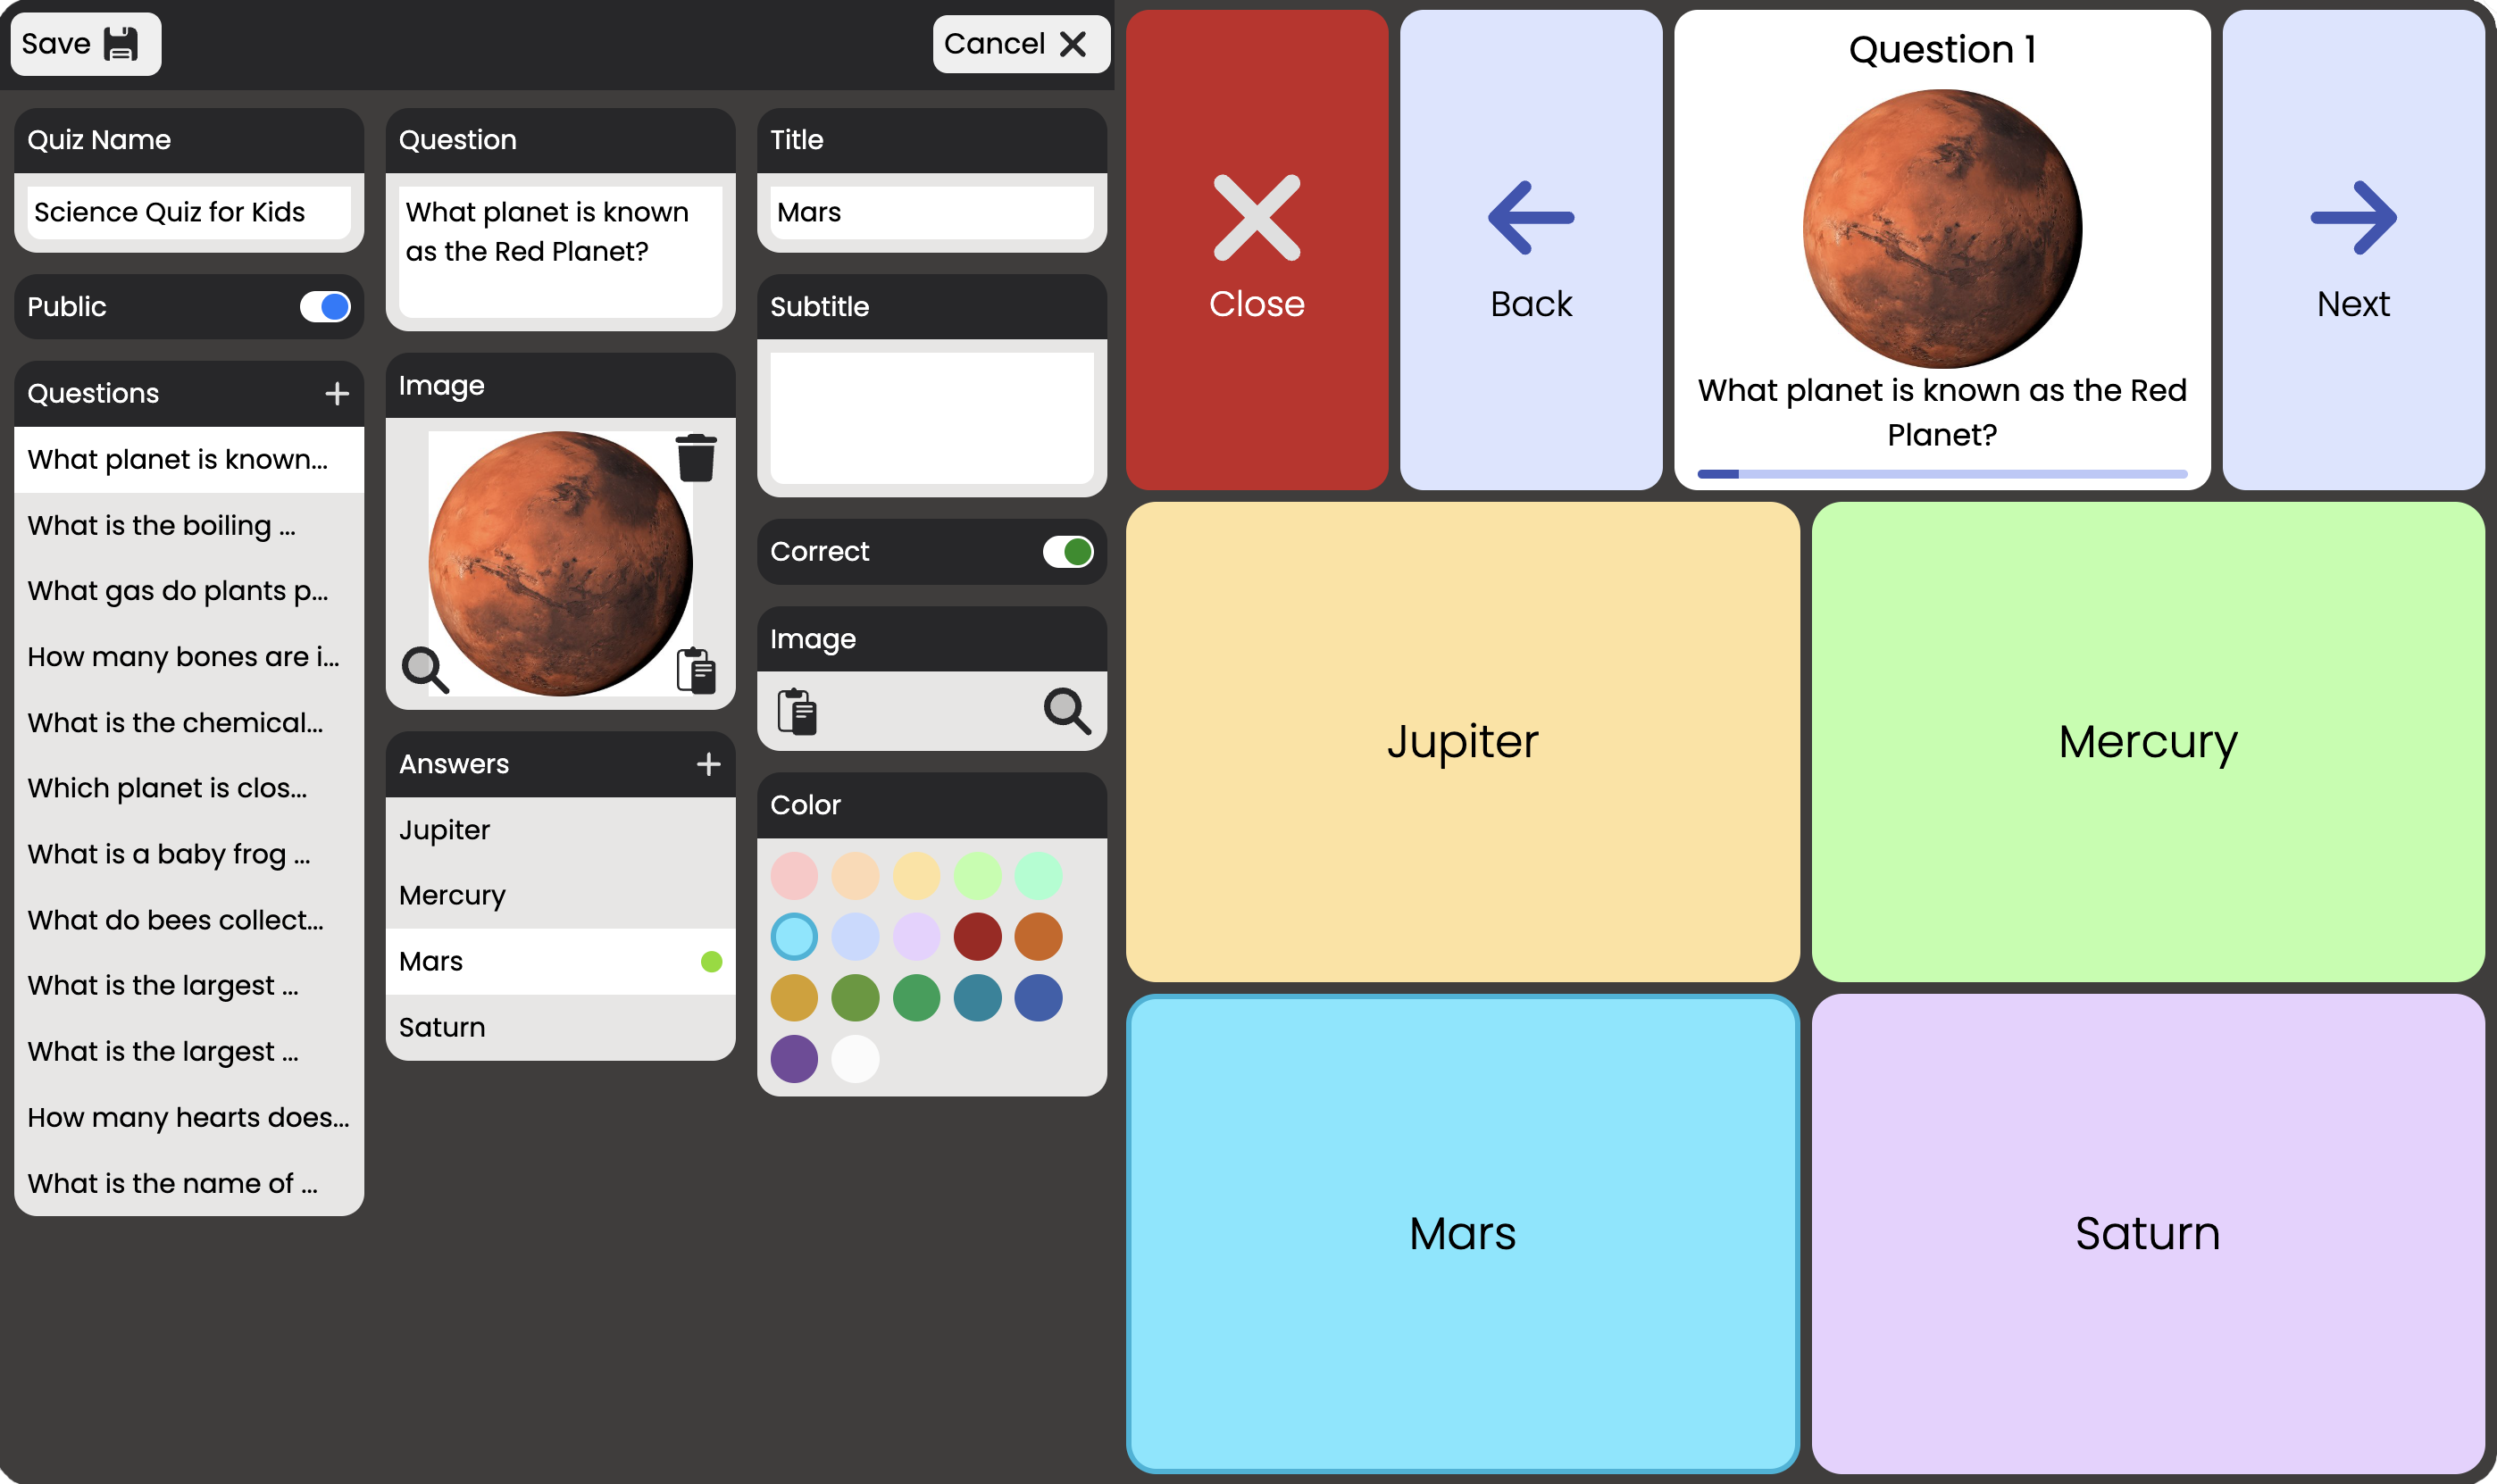 Save
Cancel
Quiz Name
Science Quiz for Kids
Public
Questions
What planet is known...
What is the boiling ...
What gas do plants p...
How many bones are i...
What is the chemical...
Which planet is clos...
What is a baby frog ...
What do bees collect...
What is the largest ...
What is the largest ...
How many hearts does...
What is the name of ...
Question
What planet is known
as the Red Planet?
Image
Answers
Jupiter
Mercury
Mars
Saturn
Title
Mars
Subtitle
Correct
Image
Color
Close
Back
Question 1
What planet is known as the Red
Planet?
Next
Jupiter
Mercury
Mars
Saturn